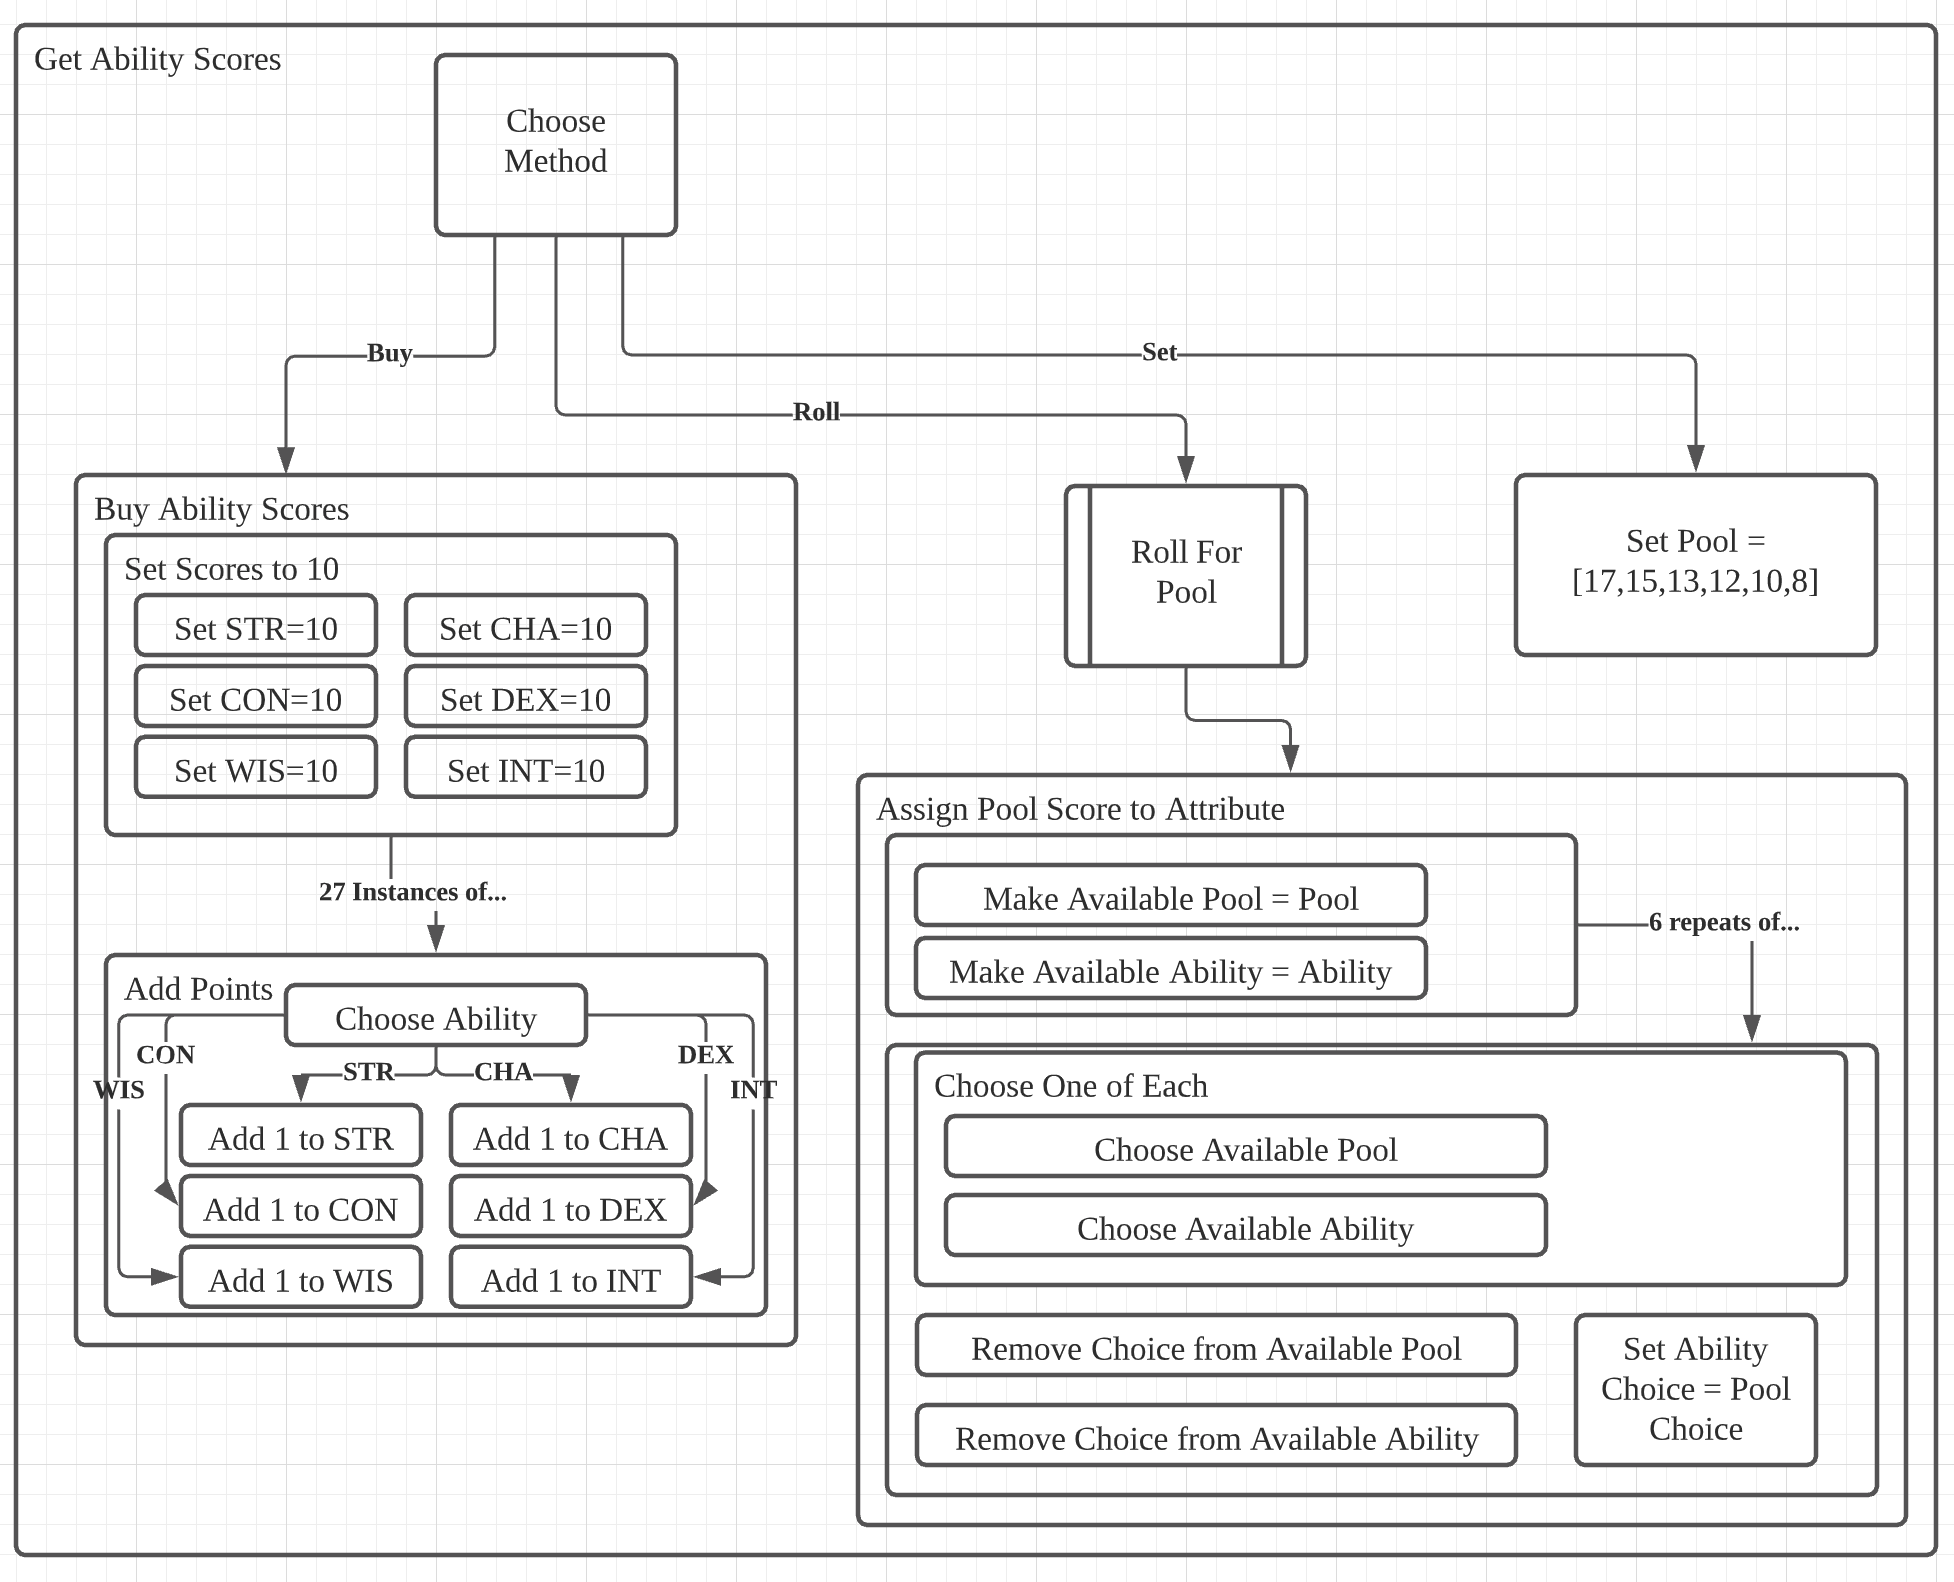 Get Ability Scores
Choose
Method
Buy
Set
Roll
Buy Ability Scores
Set Scores to 10
Set STR=10
Set CHA=10
Set CON=10
Set DEX=10
Set WIS=10
Set INT=10
27 Instances of...
Add Points
Choose Ability
CON
DEX
STR
CHA
WIS
INT
Add 1 to STR
Add 1 to CHA
Add 1 to CON
Add 1 to DEX
Add 1 to WIS
Add 1 to INT
Roll For
Pool
Set Pool =
[17,15,13,12,10,8]
Assign Pool Score to Attribute
Make Available Pool = Pool
Make Available Ability = Ability
6 repeats of...
Choose One of Each
Choose Available Pool
Choose Available Ability
Remove Choice from Available Pool
Remove Choice from Available Ability
Set Ability
Choice = Pool
Choice